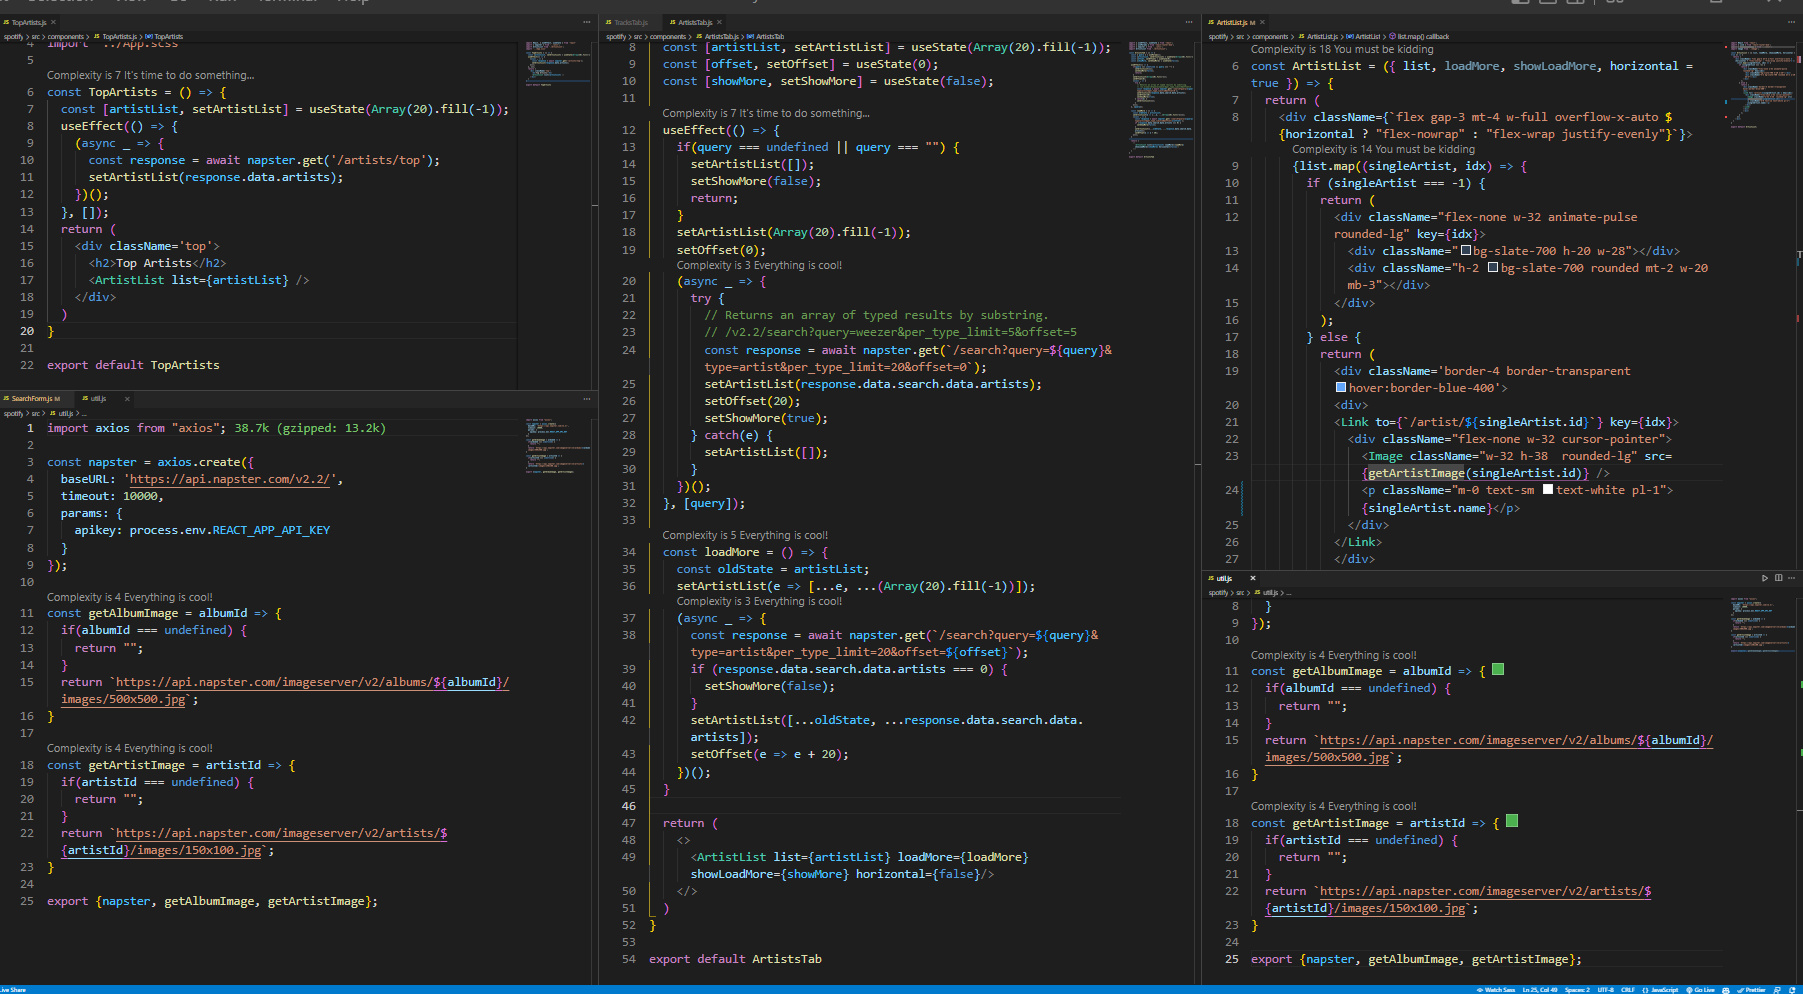 TopArtists.js
spotify > src > components > JS TopArtists.js > TopArtists
4 import '../App.scss'
5
Complexity is 7 It's time to do something...
6 const TopArtists = () => {
7 const [artistList, setArtistList] = useState(Array(20).fill(-1));
8 useEffect(() => {
9 (async _ => {
10 const response = await napster.get('/artists/top');
11 setArtistList(response.data.artists);
12 })();
13 }, []);
14 return (
15 <div className='top'>
16 <h2>Top Artists</h2>
17 <ArtistList list={artistList} />
18 </div>
19 )
20 }
21
22 export default TopArtists
JS SearchForm.js M JS util.js ×
spotify > src > JS util.js > ...
1 import axios from "axios"; 38.7k (gzipped: 13.2k)
2
3 const napster = axios.create({
4 baseURL: 'https://api.napster.com/v2.2/',
5 timeout: 10000,
6 params: {
7 apikey: process.env.REACT_APP_API_KEY
8 }
9 });
10
Complexity is 4 Everything is cool!
11 const getAlbumImage = albumId => {
12 if(albumId === undefined) {
13 return "";
14 }
15 return `https://api.napster.com/imageserver/v2/albums/${albumId}/
images/500x500.jpg`;
16 }
17
Complexity is 4 Everything is cool!
18 const getArtistImage = artistId => {
19 if(artistId === undefined) {
20 return "";
21 }
22 return `https://api.napster.com/imageserver/v2/artists/$
{artistId}/images/150x100.jpg`;
23 }
24
25 export {napster, getAlbumImage, getArtistImage};
JS TracksTab.js JS ArtistsTab.js ×
spotify > src > components > JS ArtistsTab.js > ArtistsTab
8 const [artistList, setArtistList] = useState(Array(20).fill(-1));
9 const [offset, setOffset] = useState(0);
10 const [showMore, setShowMore] = useState(false);
11
Complexity is 7 It's time to do something...
12 useEffect(() => {
13 if(query === undefined || query === "") {
14 setArtistList([]);
15 setShowMore(false);
16 return;
17 }
18 setArtistList(Array(20).fill(-1));
19 setOffset(0);
Complexity is 3 Everything is cool!
20 (async _ => {
21 try {
22 // Returns an array of typed results by substring.
23 // /v2.2/search?query=weezer&per_type_limit=5&offset=5
24 const response = await napster.get(`/search?query=${query}&
type=artist&per_type_limit=20&offset=0`);
25 setArtistList(response.data.search.data.artists);
26 setOffset(20);
27 setShowMore(true);
28 } catch(e) {
29 setArtistList([]);
30 }
31 })();
32 }, [query]);
33
Complexity is 5 Everything is cool!
34 const loadMore = () => {
35 const oldState = artistList;
36 setArtistList(e => [...e, ...(Array(20).fill(-1))]);
Complexity is 3 Everything is cool!
37 (async _ => {
38 const response = await napster.get(`/search?query=${query}&
type=artist&per_type_limit=20&offset=${offset}`);
39 if (response.data.search.data.artists === 0) {
40 setShowMore(false);
41 }
42 setArtistList([...oldState, ...response.data.search.data.
artists]);
43 setOffset(e => e + 20);
44 })();
45 }
46
47 return (
48 <>
49 <ArtistList list={artistList} loadMore={loadMore}
showLoadMore={showMore} horizontal={false}/>
50 </>
51 )
52 }
53
54 export default ArtistsTab
JS ArtistList.js M ×
spotify > src > components > JS ArtistList.js > ArtistList > list.map() callback
Complexity is 18 You must be kidding
6 const ArtistList = ({ list, loadMore, showLoadMore, horizontal =
true }) => {
7 return (
8 <div className={`flex gap-3 mt-4 w-full overflow-x-auto $
{horizontal ? "flex-nowrap" : "flex-wrap justify-evenly"}`}>
Complexity is 14 You must be kidding
9 {list.map((singleArtist, idx) => {
10 if (singleArtist === -1) {
11 return (
12 <div className="flex-none w-32 animate-pulse
rounded-lg" key={idx}>
13 <div className="bg-slate-700 h-20 w-28"></div>
14 <div className="h-2 bg-slate-700 rounded mt-2 w-20
mb-3"></div>
15 </div>
16 );
17 } else {
18 return (
19 <div className='border-4 border-transparent
hover:border-blue-400'>
20 <div>
21 <Link to={`/artist/${singleArtist.id}`} key={idx}>
22 <div className="flex-none w-32 cursor-pointer">
23 <Image className="w-32 h-38 rounded-lg" src=
{getArtistImage(singleArtist.id)} />
24 <p className="m-0 text-sm text-white pl-1">
{singleArtist.name}</p>
25 </div>
26 </Link>
27 </div>
JS util.js ×
spotify > src > JS util.js > ...
8 }
9 });
10
Complexity is 4 Everything is cool!
11 const getAlbumImage = albumId => {
12 if(albumId === undefined) {
13 return "";
14 }
15 return `https://api.napster.com/imageserver/v2/albums/${albumId}/
images/500x500.jpg`;
16 }
17
Complexity is 4 Everything is cool!
18 const getArtistImage = artistId => {
19 if(artistId === undefined) {
20 return "";
21 }
22 return `https://api.napster.com/imageserver/v2/artists/$
{artistId}/images/150x100.jpg`;
23 }
24
25 export {napster, getAlbumImage, getArtistImage};
Live Share Watch Sass Ln 25, Col 49 Spaces: 2 UTF-8 CRLF {} JavaScript Go Live Prettier